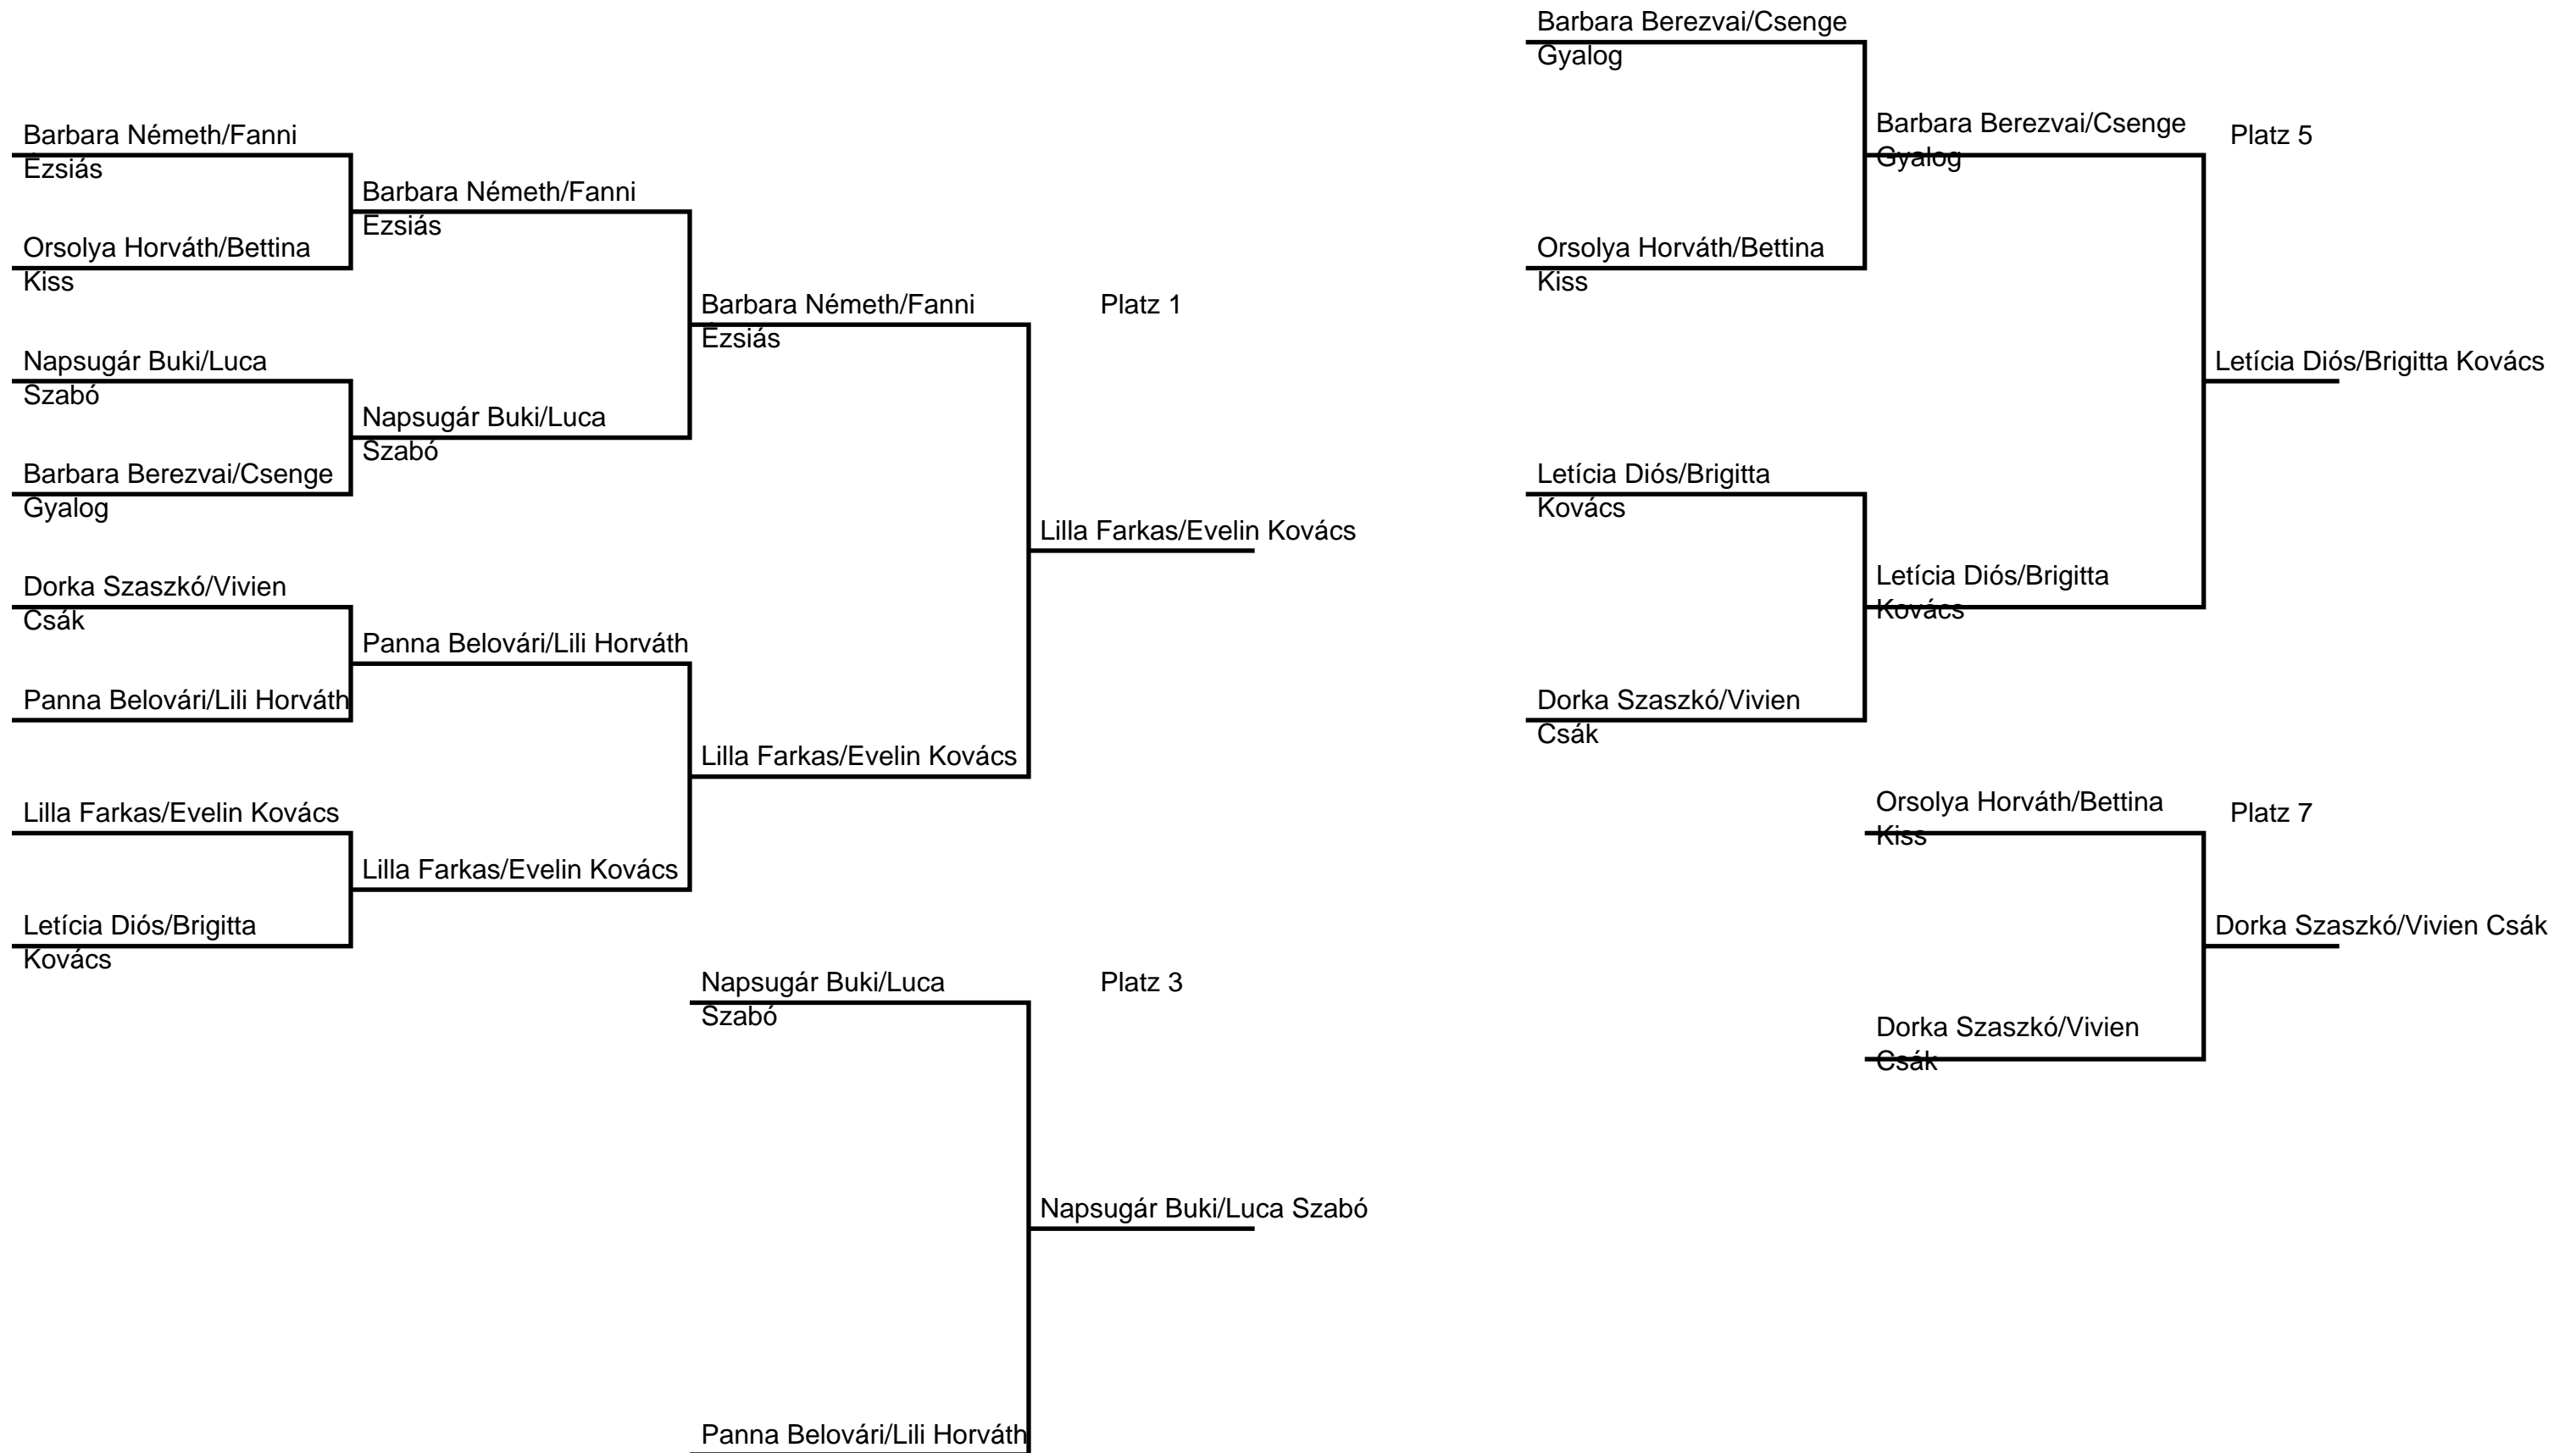 Barbara Németh/Fanni
Ézsiás
Orsolya Horváth/Bettina
Kiss
Napsugár Buki/Luca
Szabó
Barbara Berezvai/Csenge
Gyalog
Dorka Szaszkó/Vivien
Csák
Panna Belovári/Lili Horváth
Lilla Farkas/Evelin Kovács
Letícia Diós/Brigitta
Kovács
Barbara Németh/Fanni
Ézsiás
Napsugár Buki/Luca
Szabó
Panna Belovári/Lili Horváth
Lilla Farkas/Evelin Kovács
Barbara Németh/Fanni
Ézsiás
Lilla Farkas/Evelin Kovács
Platz 1
Lilla Farkas/Evelin Kovács
Napsugár Buki/Luca
Szabó
Panna Belovári/Lili Horváth
Platz 3
Napsugár Buki/Luca Szabó
Barbara Berezvai/Csenge
Gyalog
Orsolya Horváth/Bettina
Kiss
Letícia Diós/Brigitta
Kovács
Dorka Szaszkó/Vivien
Csák
Barbara Berezvai/Csenge
Gyalog
Letícia Diós/Brigitta
Kovács
Platz 5
Letícia Diós/Brigitta Kovács
Orsolya Horváth/Bettina
Kiss
Dorka Szaszkó/Vivien
Csák
Platz 7
Dorka Szaszkó/Vivien Csák